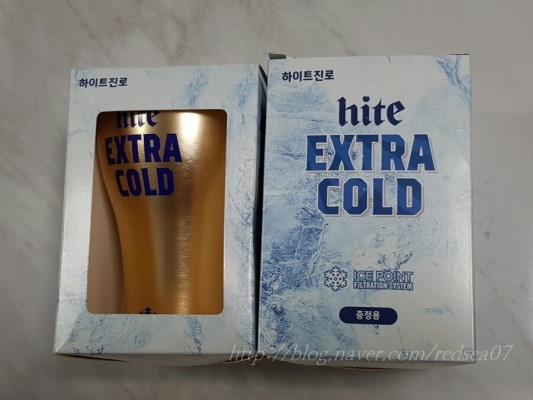 하이트진로
hite
EXTRA
COLD
하이트진로
hite
EXTRA
COLD
ICE POINT
FILTRATION SYSTEM
증정용
http://blog.naver.com/redsea07